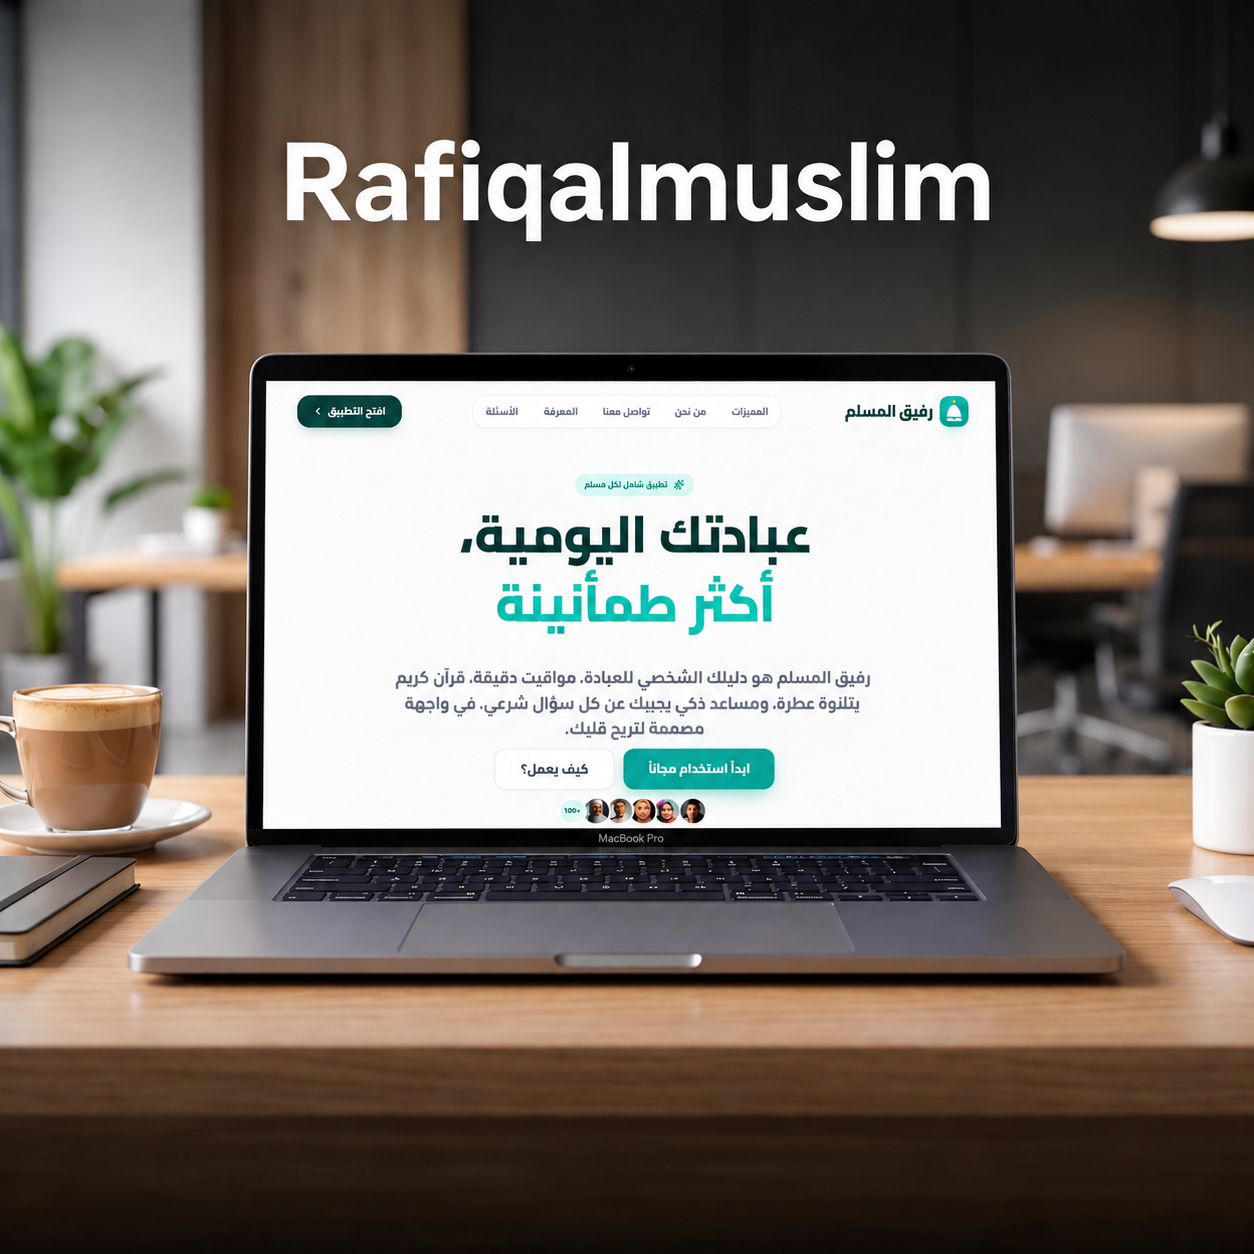 Rafiqalmuslim
رفيق المسلم
المميزات من نحن تواصل معنا المعرفة الأسئلة
افتح التطبيق
تطبيق شامل لكل مسلم
عبادتك اليومية،
أكثر طمأنينة
رفيق المسلم هو دليلك الشخصي للعبادة. مواقيت دقيقة، قرآن كريم
يتلنوة عطرة، ومساعد ذكي يجيبك عن كل سؤال شرعي. في واجهة
مصممة لتريح قلبك.
ابدأ استخدام مجاناً
كيف يعمل؟
100+
MacBook Pro